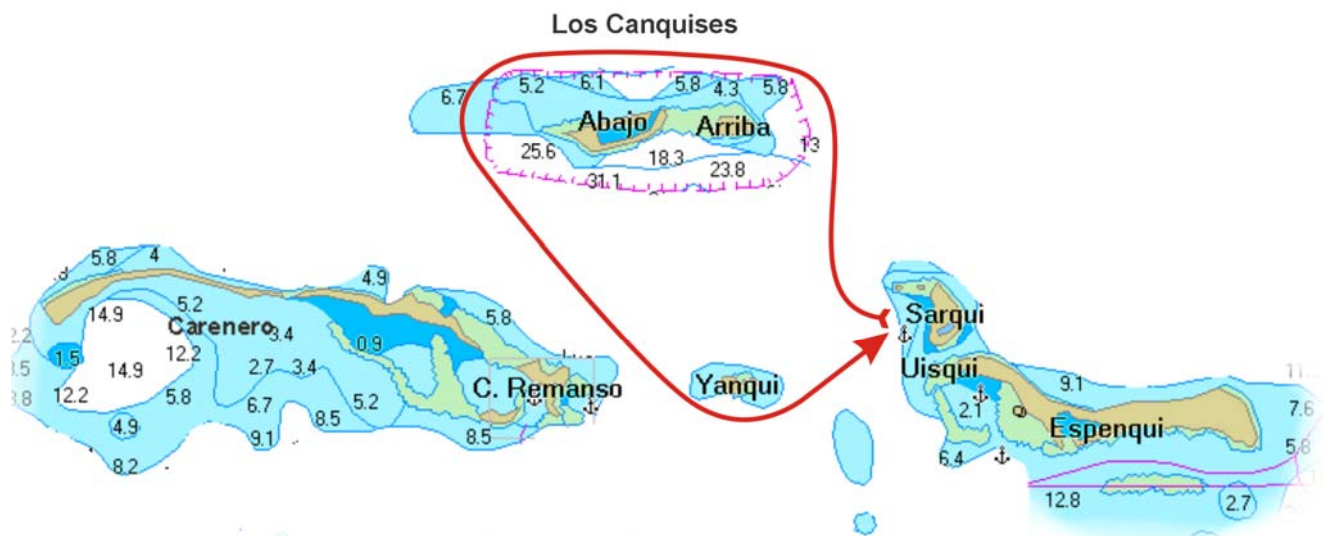 Los Canquises
6.7 5.2 6.1 5.8 4.3 5.8
Abajo Arriba
25.6 18.3 13
31.1 23.8
5.8 4 4.9
14.9 5.2 5.8
Carenero 3.4
Sarqui
1.5 14.9 12.2 2.7 3.4 0.9
Uisqui
12.2 5.8 6.7 5.2 C. Remanso Yanqui 9.1
2.1 7.6
4.9 9.1 8.5 8.5 Espenqui
8.2 6.4 5.8
12.8 2.7